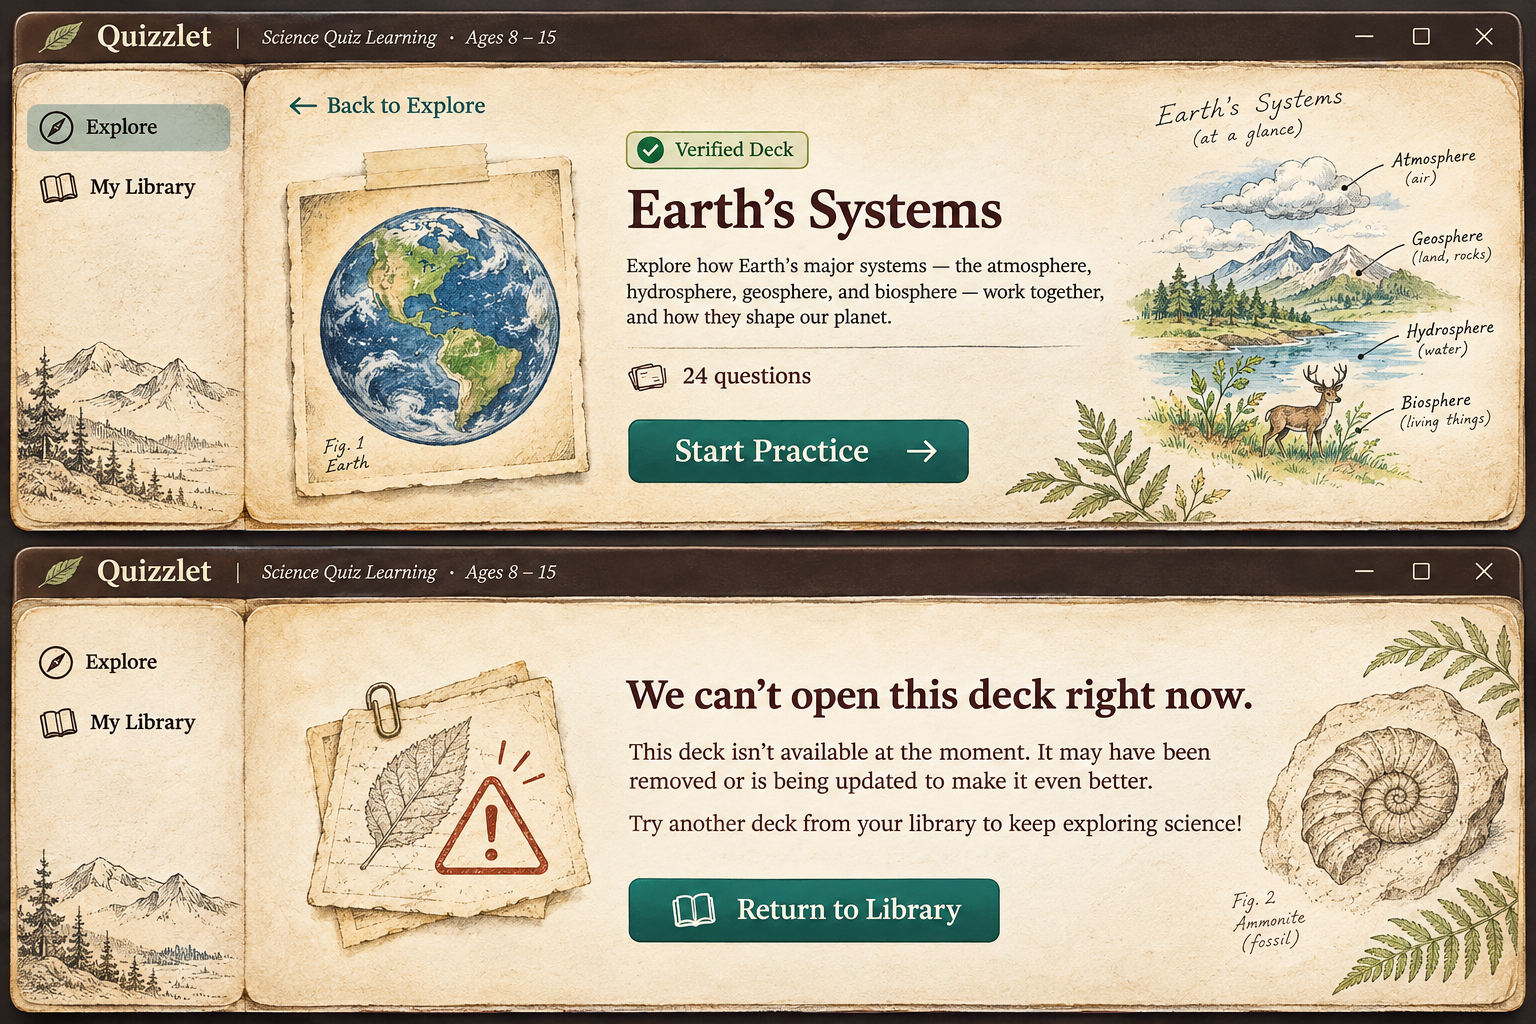 Quizzlet | Science Quiz Learning · Ages 8 – 15
Explore
My Library
← Back to Explore
Fig. 1
Earth
Verified Deck
Earth’s Systems
Explore how Earth’s major systems — the atmosphere,
hydrosphere, geosphere, and biosphere — work together,
and how they shape our planet.
24 questions
Start Practice →
Earth's Systems
(at a glance)
Atmosphere
(air)
Geosphere
(land, rocks)
Hydrosphere
(water)
Biosphere
(living things)
Quizzlet | Science Quiz Learning · Ages 8 – 15
Explore
My Library
We can’t open this deck right now.
This deck isn’t available at the moment. It may have been
removed or is being updated to make it even better.
Try another deck from your library to keep exploring science!
Return to Library
Fig. 2
Ammonite
(fossil)